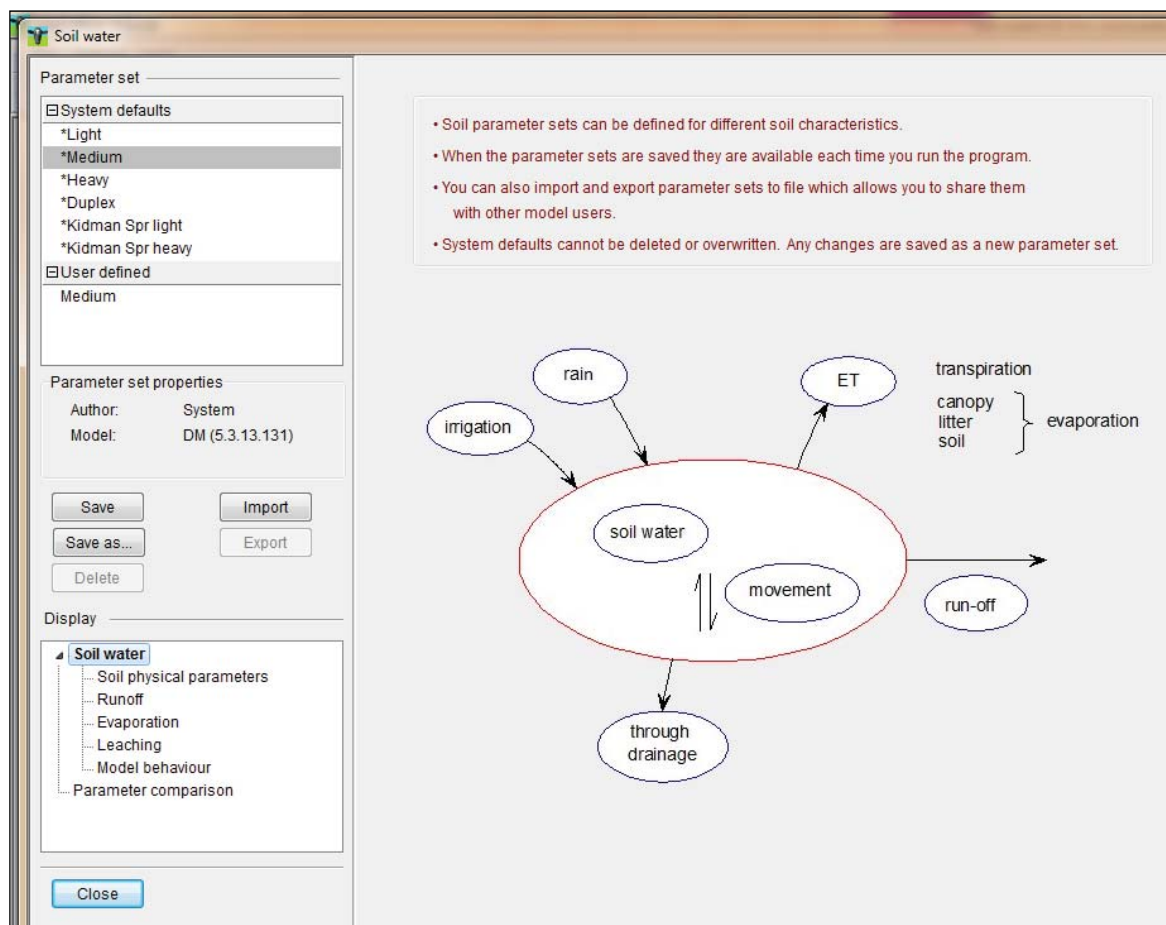 Soil water
Parameter set
System defaults
*Light
*Medium
*Heavy
*Duplex
*Kidman Spr light
*Kidman Spr heavy
User defined
Medium
Parameter set properties
Author: System
Model: DM (5.3.13.131)
Save Import
Save as... Export
Delete
Display
Soil water
Soil physical parameters
Runoff
Evaporation
Leaching
Model behaviour
Parameter comparison
Close
• Soil parameter sets can be defined for different soil characteristics.
• When the parameter sets are saved they are available each time you run the program.
• You can also import and export parameter sets to file which allows you to share them
with other model users.
• System defaults cannot be deleted or overwritten. Any changes are saved as a new parameter set.
rain
irrigation
ET
transpiration
canopy
litter
soil
evaporation
soil water
movement
run-off
through
drainage